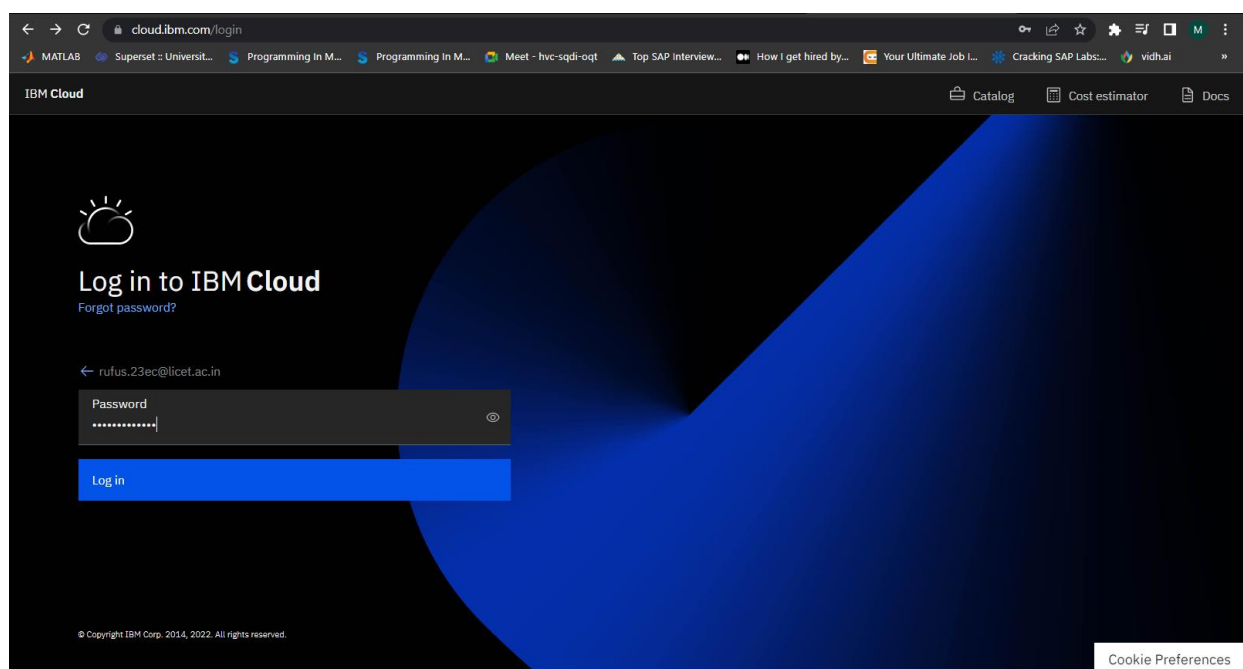 cloud.ibm.com/login
M
MATLAB Superset :: Universit... Programming In M... Programming In M... Meet - hvc-sqdi-oqt Top SAP Interview... How I get hired by... Your Ultimate Job I... Cracking SAP Labs:... vidh.ai »
IBM Cloud Catalog Cost estimator Docs
Log in to IBM Cloud
Forgot password?
← rufus.23ec@licet.ac.in
Password
•••••••••••••
Log in
© Copyright IBM Corp. 2014, 2022. All rights reserved.
Cookie Preferences